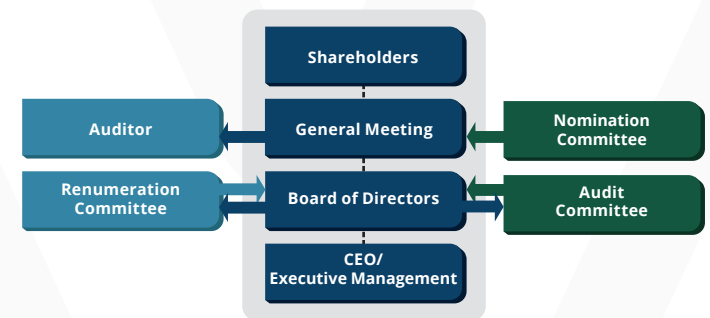 Shareholders
Auditor
General Meeting
Nomination
Committee
Renumeration
Committee
Board of Directors
Audit
Committee
CEO/
Executive Management